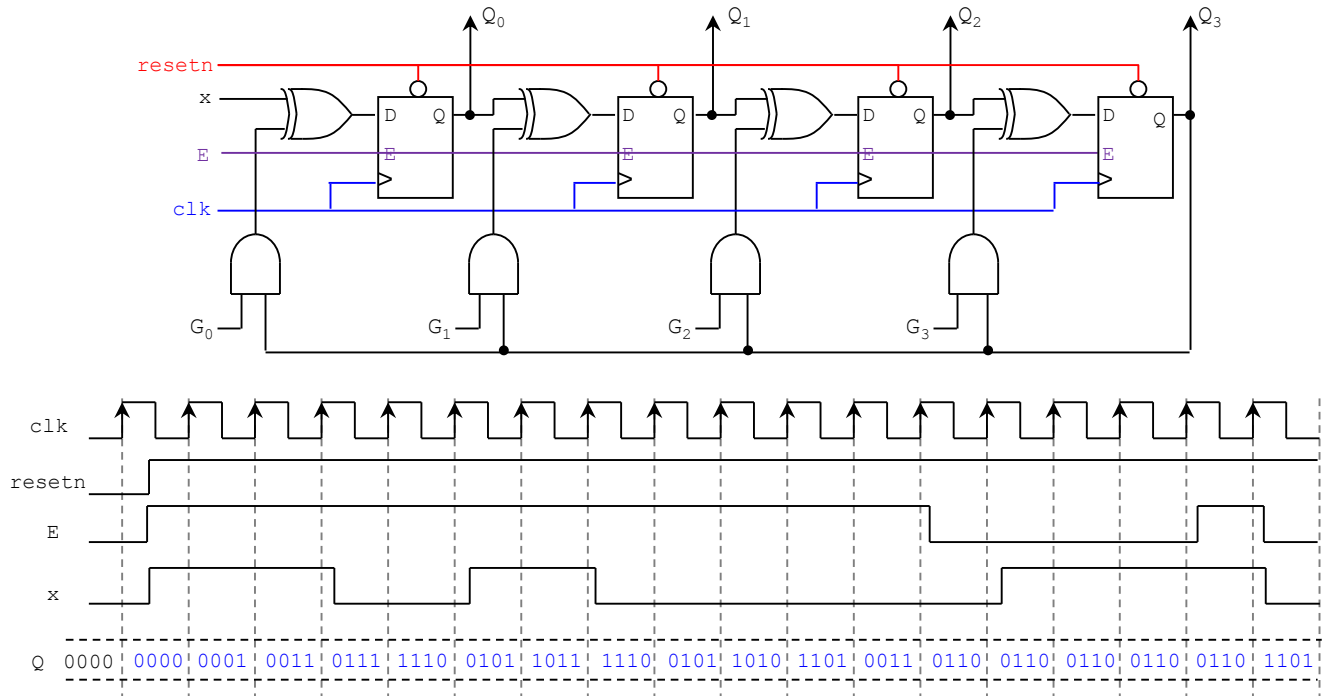 Q0 Q1 Q2 Q3
resetn
x
D Q D Q D Q D Q
E E E E E
clk
G0 G1 G2 G3
clk
resetn
E
x
Q 0000 0000 0001 0011 0111 1110 0101 1011 1110 0101 1010 1101 0011 0110 0110 0110 0110 0110 1101